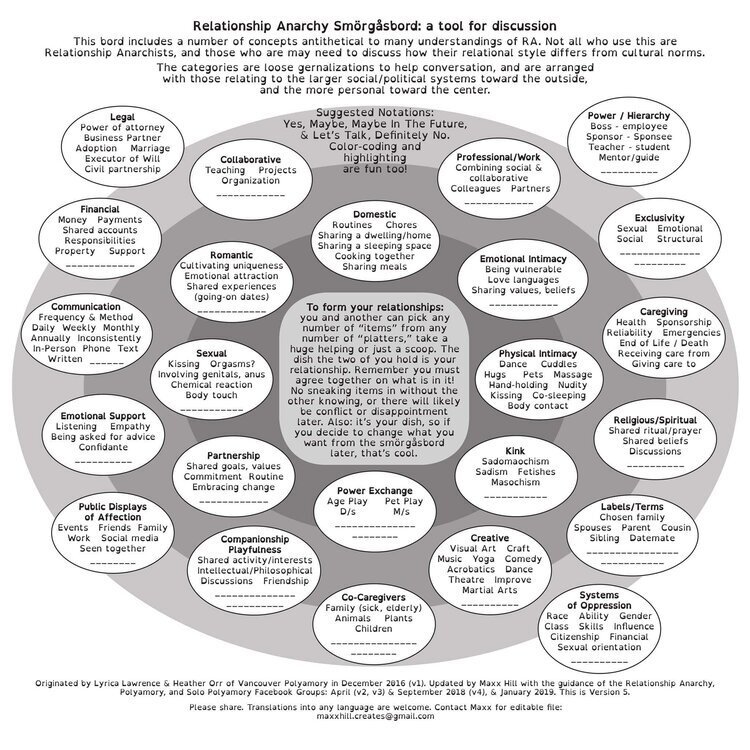 Relationship Anarchy Smörgåsbord: a tool for discussion
This bord includes a number of concepts antithetical to many understandings of RA. Not all who use this are
Relationship Anarchists, and those who are may need to discuss how their relational style differs from cultural norms.
The categories are loose gernalizations to help conversation, and are arranged
with those relating to the larger social/political systems toward the outside,
and the more personal toward the center.
Suggested Notations:
Yes, Maybe, Maybe In The Future,
& Let's Talk, Definitely No.
Color-coding and
highlighting
are fun too!
Legal
Power of attorney
Business Partner
Adoption Marriage
Executor of Will
Civil partnership
Collaborative
Teaching Projects
Organization
____________
Professional/Work
Combining social &
collaborative
Colleagues Partners
____________
Power / Hierarchy
Boss - employee
Sponsor - Sponsee
Teacher - student
Mentor/guide
__________
Financial
Money Payments
Shared accounts
Responsibilities
Property Support
____________
Romantic
Cultivating uniqueness
Emotional attraction
Shared experiences
(going-on dates)
____________
Domestic
Routines Chores
Sharing a dwelling/home
Sharing a sleeping space
Cooking together
Sharing meals
Emotional Intimacy
Being vulnerable
Love languages
Sharing values, beliefs
____________
Exclusivity
Sexual Emotional
Social Structural
_______________
_________
Communication
Frequency & Method
Daily Weekly Monthly
Annually Inconsistently
In-Person Phone Text
Written ______
Sexual
Kissing Orgasms?
Involving genitals, anus
Chemical reaction
Body touch
___________
To form your relationships:
you and another can pick any
number of "items" from any
number of "platters," take a
huge helping or just a scoop. The
dish the two of you hold is your
relationship. Remember you must
agree together on what is in it!
No sneaking items in without the
other knowing, or there will likely
be conflict or disappointment
later. Also: it's your dish, so if
you decide to change what you
want from the smörgåsbord
later, that's cool.
Physical Intimacy
Dance Cuddles
Hugs Pets Massage
Hand-holding Nudity
Kissing Co-sleeping
Body contact
Caregiving
Health Sponsorship
Reliability Emergencies
End of Life / Death
Receiving care from
Giving care to
Emotional Support
Listening Empathy
Being asked for advice
Confidante
___________
Partnership
Shared goals, values
Commitment Routine
Embracing change
____________
Power Exchange
Age Play Pet Play
D/s M/s
______________
_________
Kink
Sadomaochism
Sadism Fetishes
Masochism
___________
Religious/Spiritual
Shared ritual/prayer
Shared beliefs
Discussions
___________
Public Displays
of Affection
Events Friends Family
Work Social media
Seen together
________
Companionship
Playfulness
Shared activity/interests
Intellectual/Philosophical
Discussions Friendship
______________
__________
Co-Caregivers
Family (sick, elderly)
Animals Plants
Children
_______________
________
Creative
Visual Art Craft
Music Yoga Comedy
Acrobatics Dance
Theatre Improve
Martial Arts
__________
Labels/Terms
Chosen family
Spouses Parent Cousin
Sibling Datemate
________________
__________
Systems
of Oppression
Race Ability Gender
Class Skills Influence
Citizenship Financial
Sexual orientation
__________
Originated by Lyrica Lawrence & Heather Orr of Vancouver Polyamory in December 2016 (v1). Updated by Maxx Hill with the guidance of the Relationship Anarchy,
Polyamory, and Solo Polyamory Facebook Groups: April (v2, v3) & September 2018 (v4), & January 2019. This is Version 5.
Please share. Translations into any language are welcome. Contact Maxx for editable file:
maxxhill.creates@gmail.com